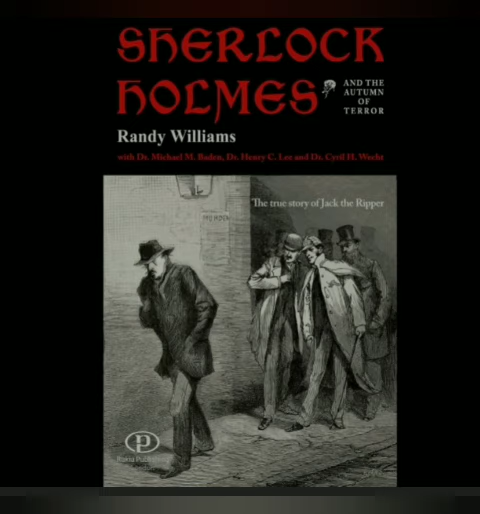 SHERLOCK
HOLMES
AND THE
AUTUMN
OF
TERROR
Randy Williams
with Dr. Michael M. Baden, Dr. Henry C. Lee and Dr. Cyril H. Wecht
The true story of Jack the Ripper
P